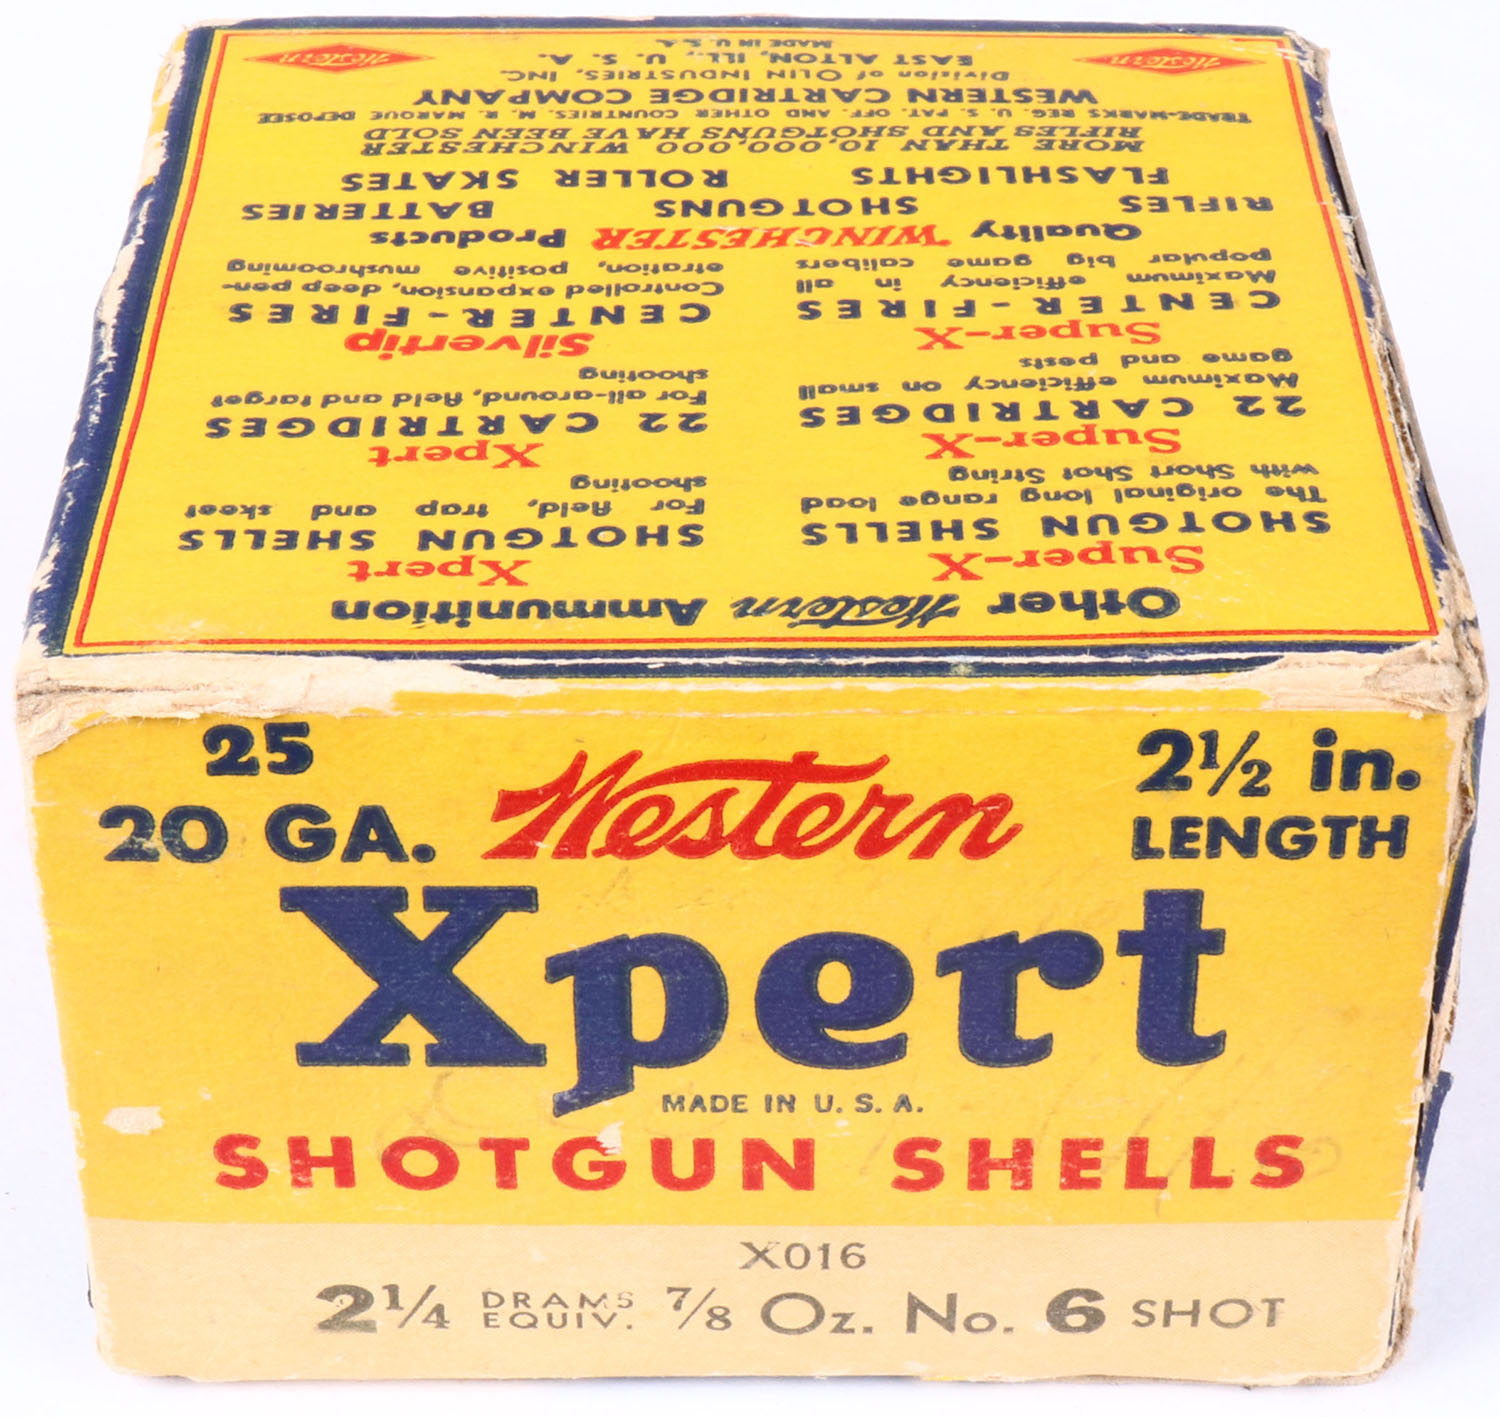 Other Western Ammunition
Super-X
SHOTGUN SHELLS
The original long range load
with Short Shot String
Xpert
SHOTGUN SHELLS
For field, trap and skeet
shooting
Super-X
22 CARTRIDGES
Maximum efficiency on small
game and pests
Xpert
22 CARTRIDGES
For all-around, field and target
shooting
Super-X
CENTER-FIRES
Maximum efficiency in all
popular big game calibers
Silvertip
CENTER-FIRES
Controlled expansion, deep pen-
etration, positive mushrooming
Quality WINCHESTER Products
RIFLES SHOTGUNS BATTERIES
FLASHLIGHTS ROLLER SKATES
MORE THAN 10,000,000 WINCHESTER
RIFLES AND SHOTGUNS HAVE BEEN SOLD
TRADE-MARKS REG. U. S. PAT. OFF. AND OTHER COUNTRIES, M. R. MARQUE DEPOSEE
WESTERN CARTRIDGE COMPANY
Division of OLIN INDUSTRIES, INC.
Western EAST ALTON, ILL., U. S. A. Western
MADE IN U. S. A.
25
20 GA.
Western
2 1/2 in.
LENGTH
Xpert
MADE IN U. S. A.
SHOTGUN SHELLS
X016
2 1/4 DRAMS EQUIV. 7/8 Oz. No. 6 SHOT